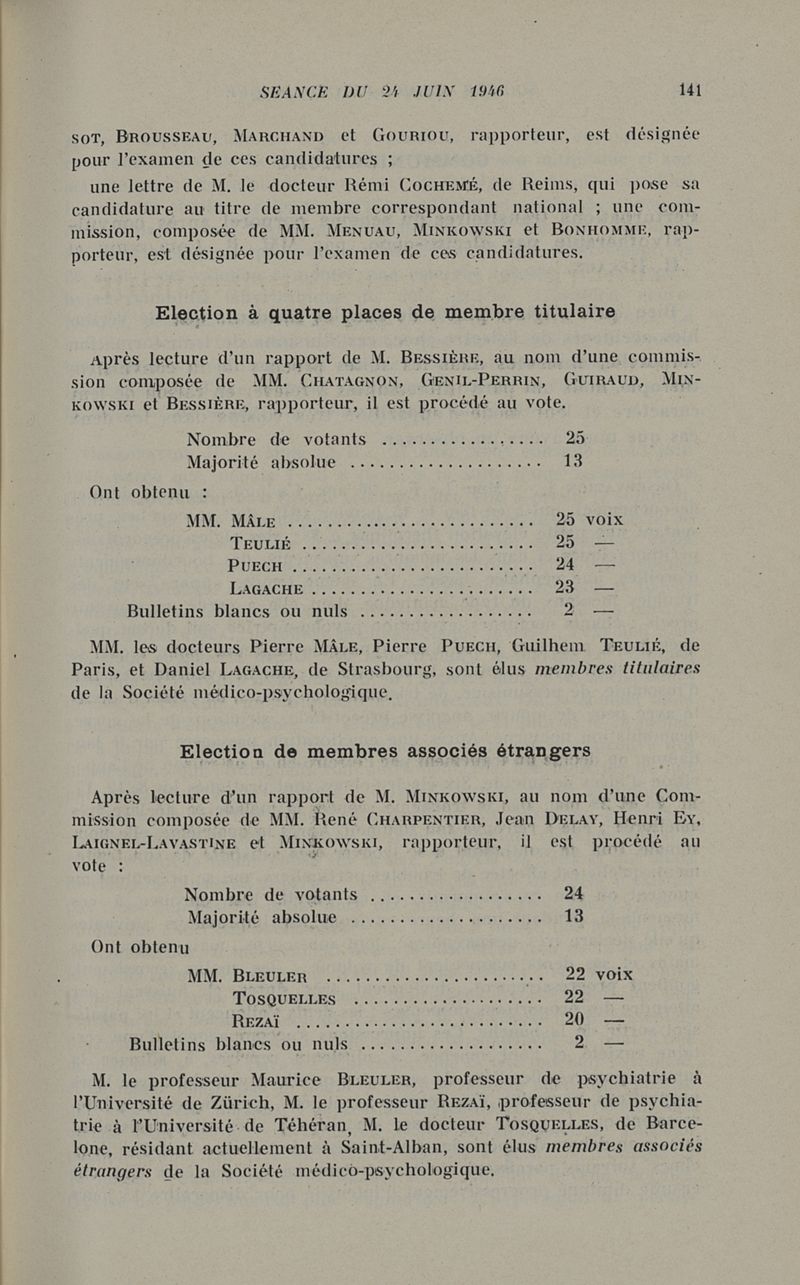 SEANCE DU 24 JUIN 1946 141
SOT, BROUSSEAU, MARCHAND et GOURIOU, rapporteur, est désignée
pour l'examen de ces candidatures ;
une lettre de M. le docteur Rémi COCHEMÉ, de Reims, qui pose sa
candidature au titre de membre correspondant national ; une com-
mission, composée de MM. MENUAU, MINKOWSKI et BONHOMME, rap-
porteur, est désignée pour l'examen de ces candidatures.
Election à quatre places de membre titulaire
Après lecture d'un rapport de M. BESSIÈRE, au nom d'une commis-
sion composée de MM. CHATAGNON, GENIL-PERRIN, GUIRAUD, MIN-
KOWSKI et BESSIÈRE, rapporteur, il est procédé au vote.
Nombre de votants ................. 25
Majorité absolue .................... 13
Ont obtenu :
MM. MÂLE .......................... 25 voix
TEULIÉ ........................ 25 —
PUECH ......................... 24 —
LAGACHE ....................... 23 —
Bulletins blancs ou nuls .................. 2 —
MM. les docteurs Pierre MÂLE, Pierre PUECH, Guilhem TEULIÉ, de
Paris, et Daniel LAGACHE, de Strasbourg, sont élus membres titulaires
de la Société médico-psychologique.
Election de membres associés étrangers
Après lecture d'un rapport de M. MINKOWSKI, au nom d'une Com-
mission composée de MM. René CHARPENTIER, Jean DELAY, Henri EY,
LAIGNEL-LAVASTINE et MINKOWSKI, rapporteur, il est procédé au
vote :
Nombre de votants .................. 24
Majorité absolue .................... 13
Ont obtenu
MM. BLEULER ....................... 22 voix
TOSQUELLES .................... 22 —
REZAÏ .......................... 20 —
Bulletins blancs ou nuls ................... 2 —
M. le professeur Maurice BLEULER, professeur de psychiatrie à
l'Université de Zürich, M. le professeur REZAÏ, professeur de psychia-
trie à l'Université de Téhéran, M. le docteur TOSQUELLES, de Barce-
lone, résidant actuellement à Saint-Alban, sont élus membres associés
étrangers de la Société médico-psychologique.